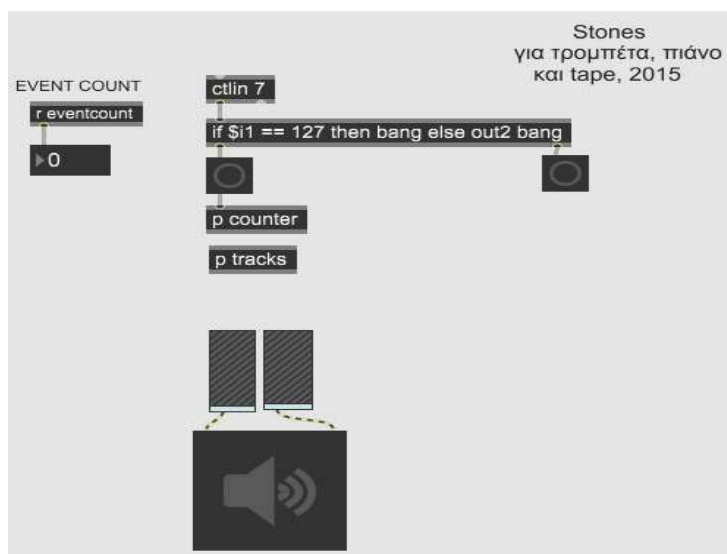 Stones
για τρομπέτα, πιάνο
και tape, 2015
EVENT COUNT
r eventcount
0
ctlin 7
if $i1 == 127 then bang else out2 bang
p counter
p tracks